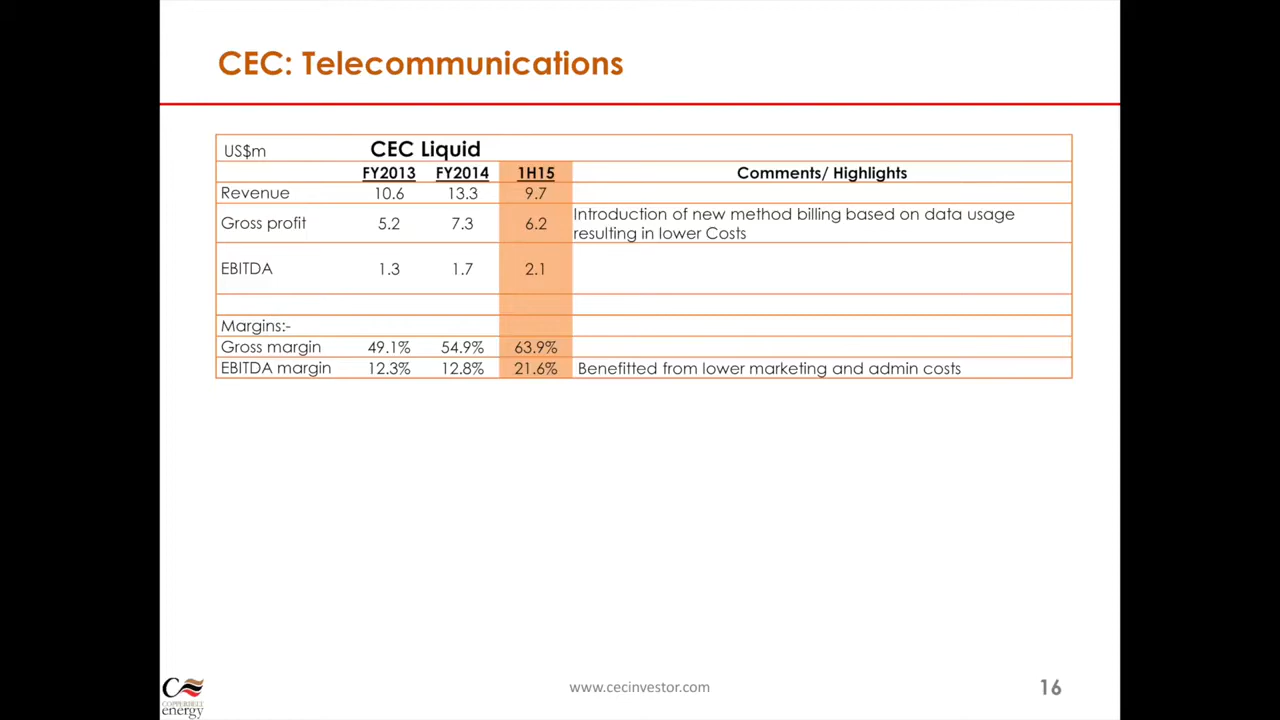 CEC: Telecommunications
US$m CEC Liquid
FY2013 FY2014 1H15 Comments/ Highlights
Revenue 10.6 13.3 9.7
Gross profit 5.2 7.3 6.2 Introduction of new method billing based on data usage
resulting in lower Costs
EBITDA 1.3 1.7 2.1
Margins:-
Gross margin 49.1% 54.9% 63.9%
EBITDA margin 12.3% 12.8% 21.6% Benefitted from lower marketing and admin costs
COPPERBELT
energy
www.cecinvestor.com
16